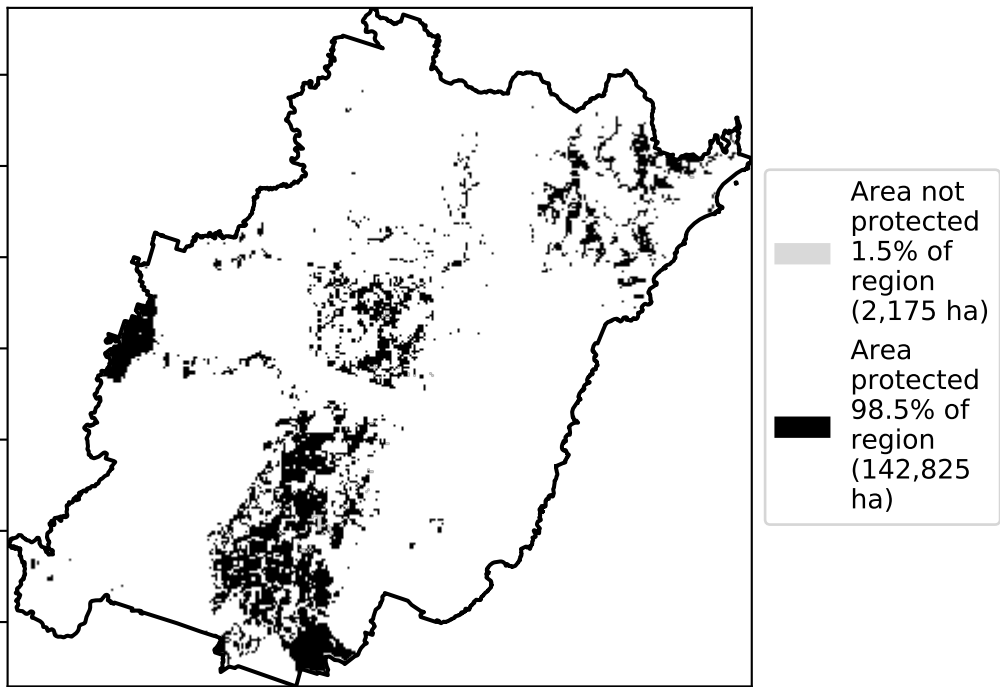 Area not
protected
1.5% of
region
(2,175 ha)
Area
protected
98.5% of
region
(142,825
ha)